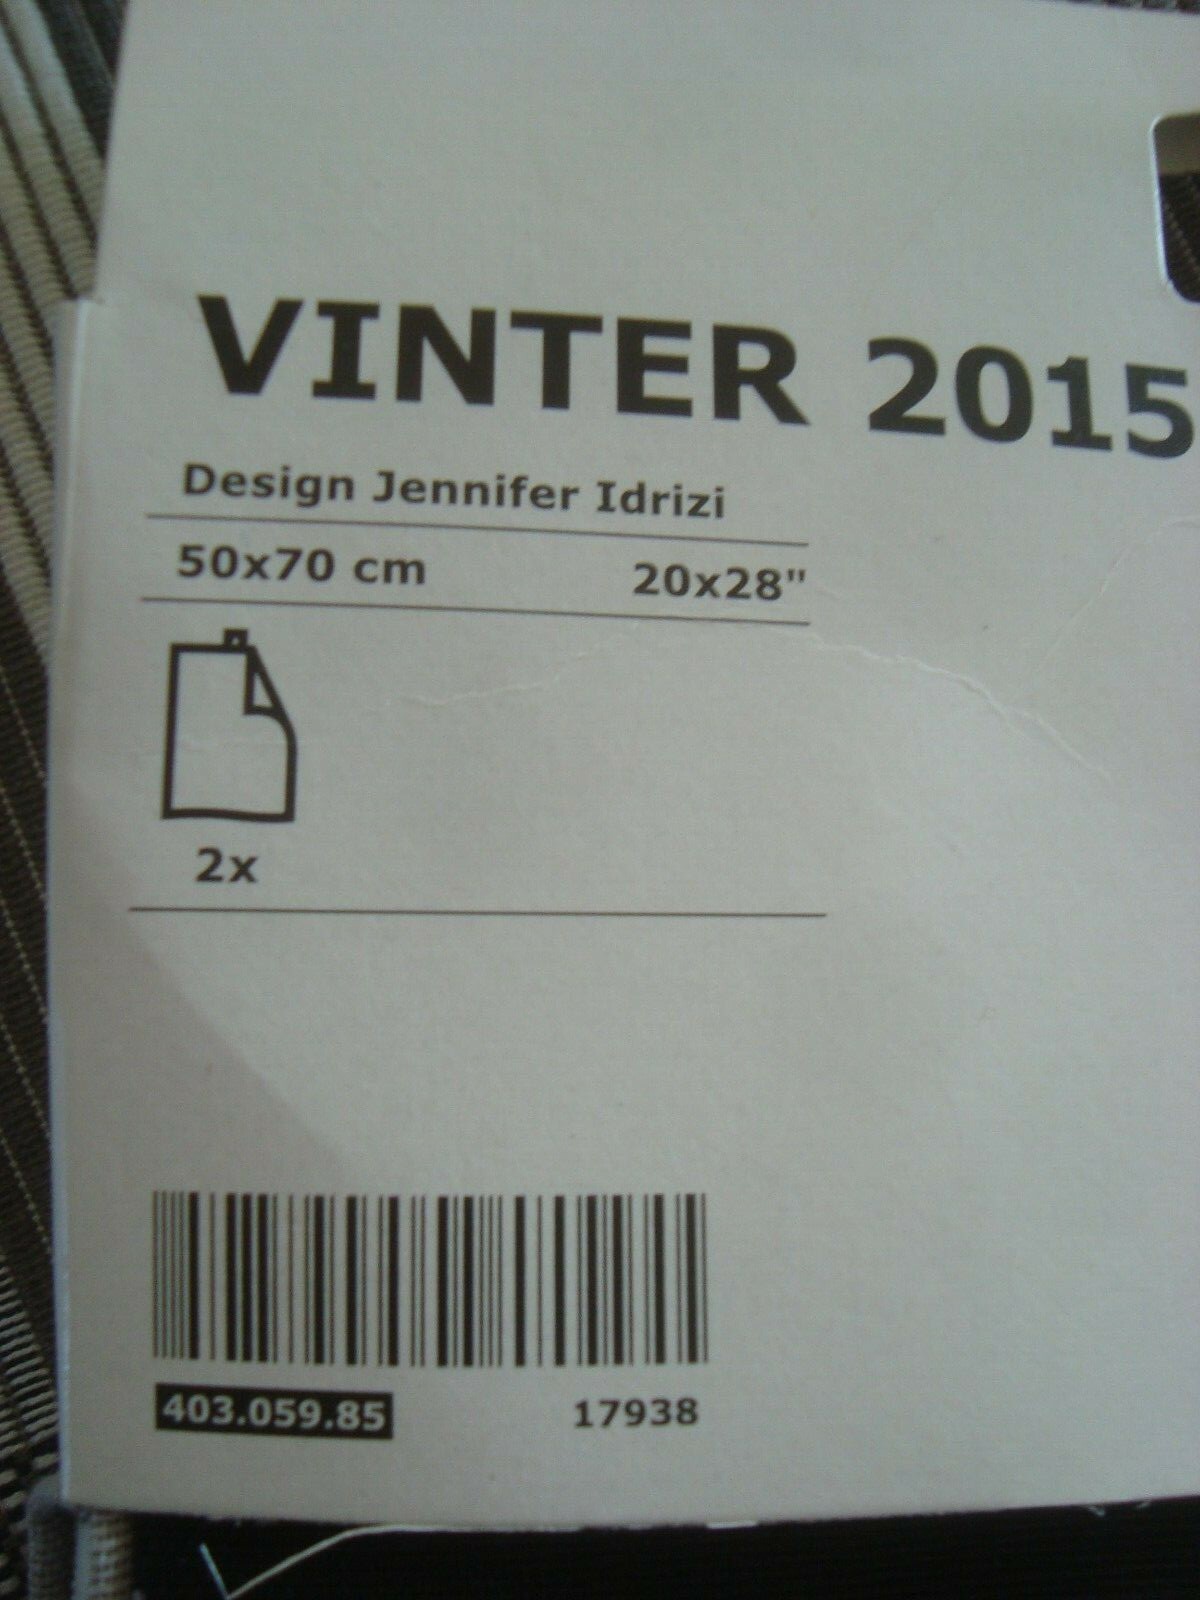 VINTER 2015
Design Jennifer Idrizi
50x70 cm 20x28"
2x
403.059.85 17938